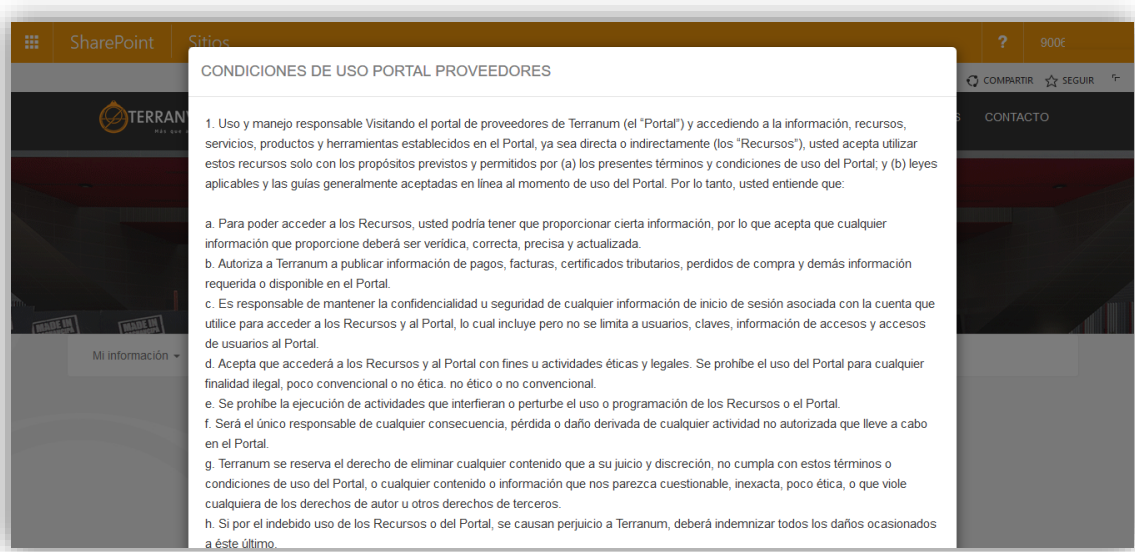 SharePoint Sitios ? 900
CONDICIONES DE USO PORTAL PROVEEDORES
COMPARTIR SEGUIR
TERRAN
CONTACTO
1. Uso y manejo responsable Visitando el portal de proveedores de Terranum (el “Portal”) y accediendo a la información, recursos,
servicios, productos y herramientas establecidos en el Portal, ya sea directa o indirectamente (los “Recursos”), usted acepta utilizar
estos recursos solo con los propósitos previstos y permitidos por (a) los presentes términos y condiciones de uso del Portal; y (b) leyes
aplicables y las guías generalmente aceptadas en línea al momento de uso del Portal. Por lo tanto, usted entiende que:
a. Para poder acceder a los Recursos, usted podría tener que proporcionar cierta información, por lo que acepta que cualquier
información que proporcione deberá ser verídica, correcta, precisa y actualizada.
b. Autoriza a Terranum a publicar información de pagos, facturas, certificados tributarios, perdidos de compra y demás información
requerida o disponible en el Portal.
c. Es responsable de mantener la confidencialidad u seguridad de cualquier información de inicio de sesión asociada con la cuenta que
utilice para acceder a los Recursos y al Portal, lo cual incluye pero no se limita a usuarios, claves, información de accesos y accesos
de usuarios al Portal.
d. Acepta que accederá a los Recursos y al Portal con fines u actividades éticas y legales. Se prohíbe el uso del Portal para cualquier
finalidad ilegal, poco convencional o no ética. no ético o no convencional.
e. Se prohíbe la ejecución de actividades que interfieran o perturbe el uso o programación de los Recursos o el Portal.
f. Será el único responsable de cualquier consecuencia, pérdida o daño derivada de cualquier actividad no autorizada que lleve a cabo
en el Portal.
g. Terranum se reserva el derecho de eliminar cualquier contenido que a su juicio y discreción, no cumpla con estos términos o
condiciones de uso del Portal, o cualquier contenido o información que nos parezca cuestionable, inexacta, poco ética, o que viole
cualquiera de los derechos de autor u otros derechos de terceros.
h. Si por el indebido uso de los Recursos o del Portal, se causan perjuicio a Terranum, deberá indemnizar todos los daños ocasionados
a éste último.
MADE IN
MADE IN
Mi información